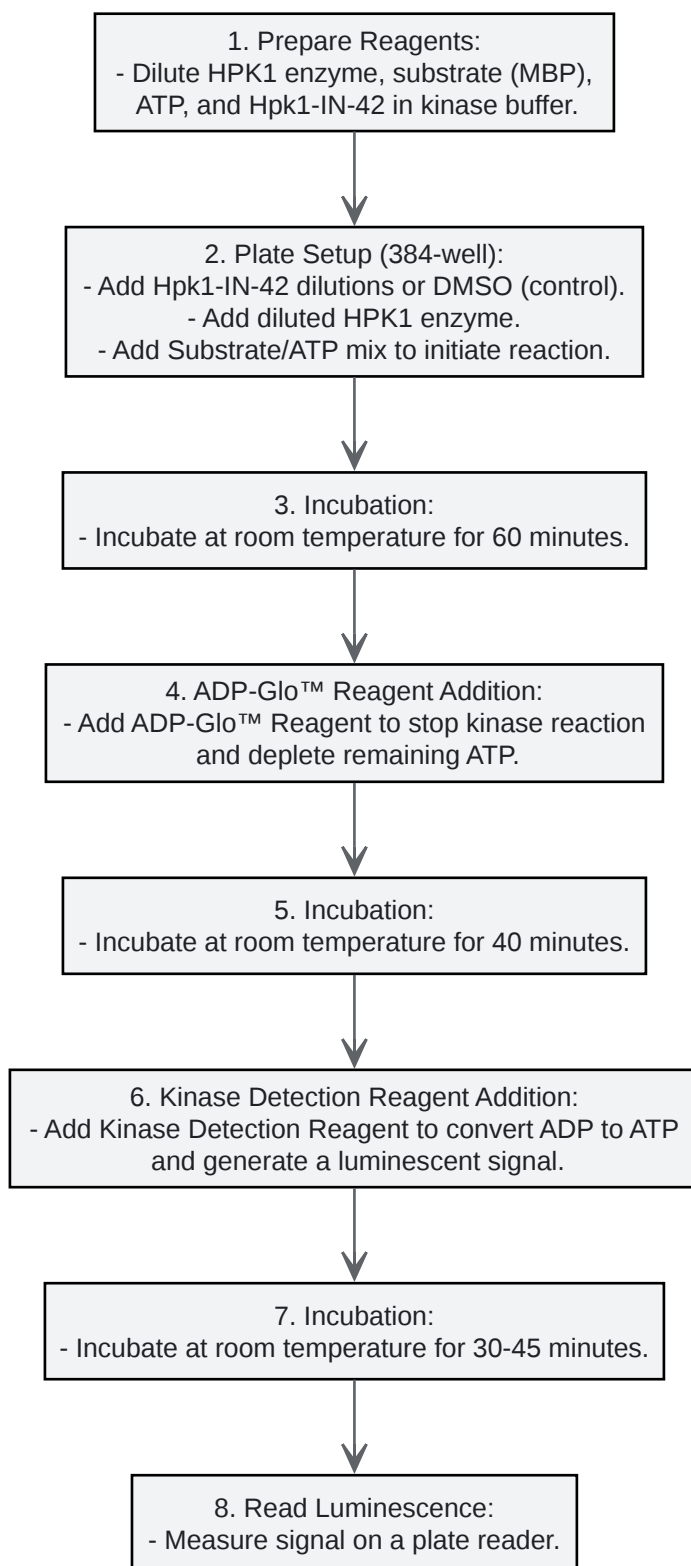 1. Prepare Reagents:
- Dilute HPK1 enzyme, substrate (MBP),
ATP, and Hpk1-IN-42 in kinase buffer.
2. Plate Setup (384-well):
- Add Hpk1-IN-42 dilutions or DMSO (control).
- Add diluted HPK1 enzyme.
- Add Substrate/ATP mix to initiate reaction.
3. Incubation:
- Incubate at room temperature for 60 minutes.
4. ADP-Glo™ Reagent Addition:
- Add ADP-Glo™ Reagent to stop kinase reaction
and deplete remaining ATP.
5. Incubation:
- Incubate at room temperature for 40 minutes.
6. Kinase Detection Reagent Addition:
- Add Kinase Detection Reagent to convert ADP to ATP
and generate a luminescent signal.
7. Incubation:
- Incubate at room temperature for 30-45 minutes.
8. Read Luminescence:
- Measure signal on a plate reader.